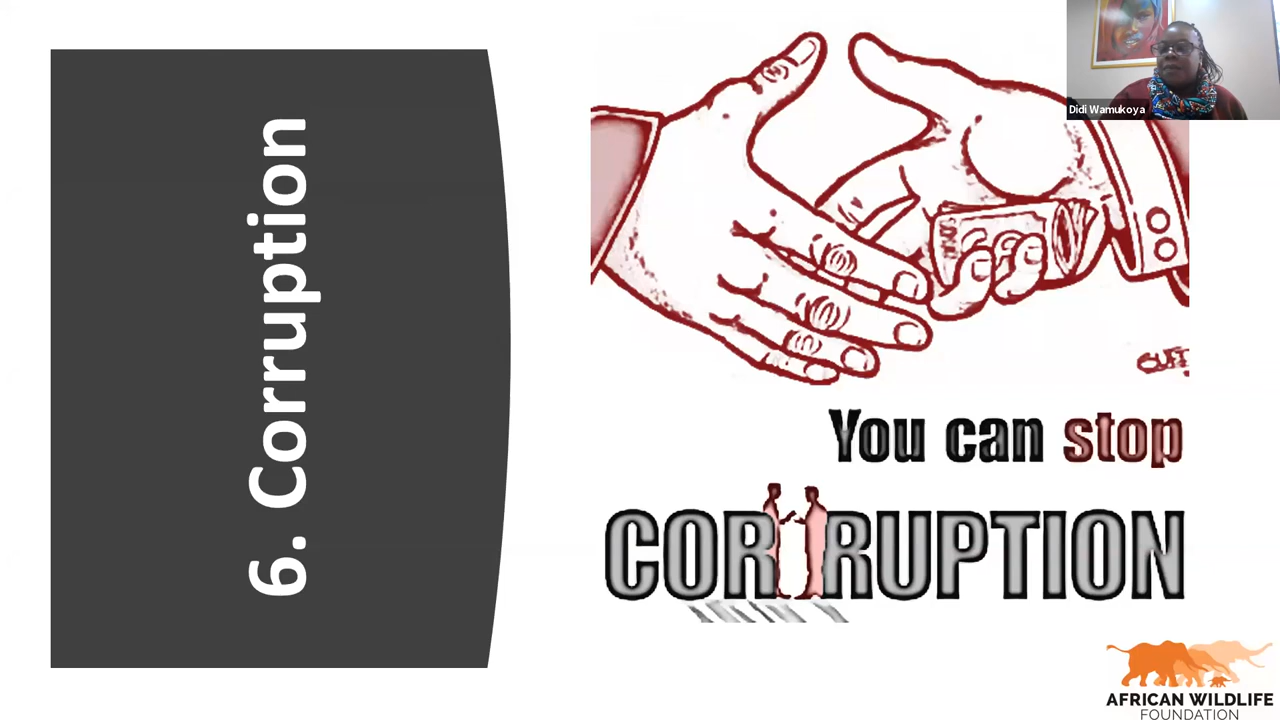 6. Corruption
Didi Wamukoya
You can stop
CORRUPTION
AFRICAN WILDLIFE
FOUNDATION